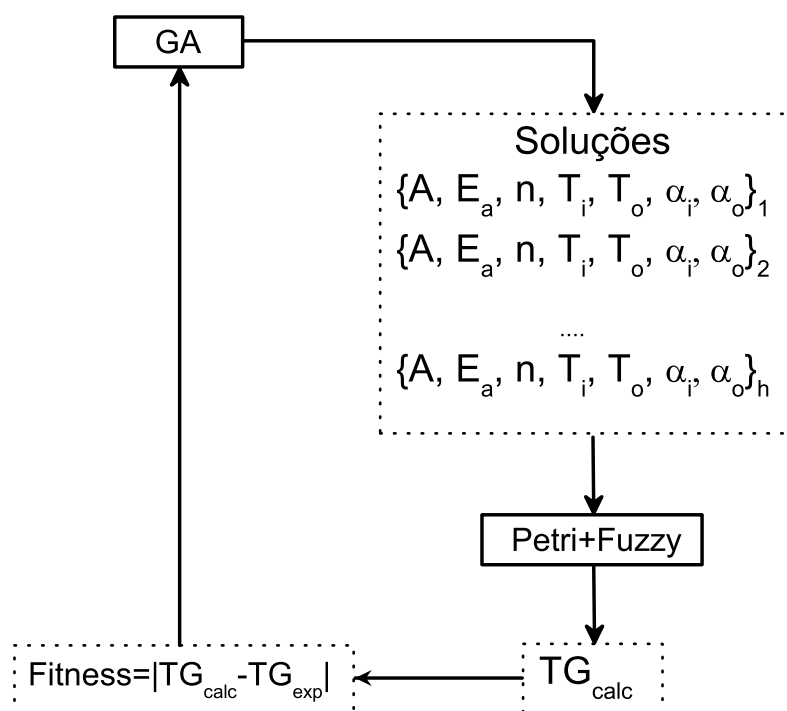 GA
Soluções
{A, Eₐ, n, Tᵢ, Tₒ, αᵢ, αₒ}₁
{A, Eₐ, n, Tᵢ, Tₒ, αᵢ, αₒ}₂
....
{A, Eₐ, n, Tᵢ, Tₒ, αᵢ, αₒ}ₕ
Petri+Fuzzy
TGcalc
Fitness=|TGcalc-TGexp|